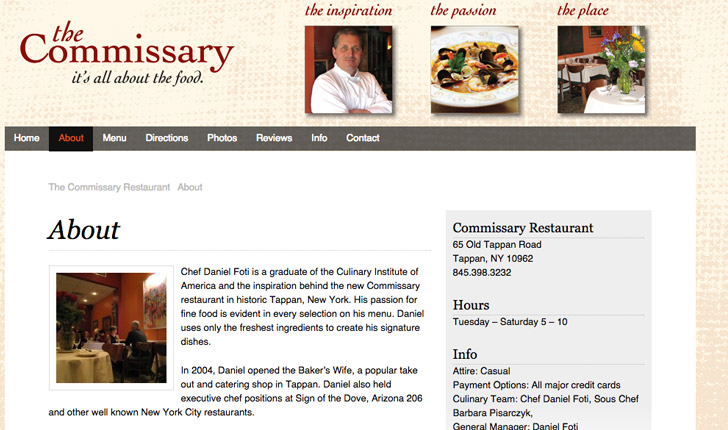 the
Commissary
it's all about the food.
the inspiration
the passion
the place
Home About Menu Directions Photos Reviews Info Contact
The Commissary Restaurant About
About
Chef Daniel Foti is a graduate of the Culinary Institute of
America and the inspiration behind the new Commissary
restaurant in historic Tappan, New York. His passion for
fine food is evident in every selection on his menu. Daniel
uses only the freshest ingredients to create his signature
dishes.
In 2004, Daniel opened the Baker's Wife, a popular take
out and catering shop in Tappan. Daniel also held
executive chef positions at Sign of the Dove, Arizona 206
and other well known New York City restaurants.
Commissary Restaurant
65 Old Tappan Road
Tappan, NY 10962
845.398.3232
Hours
Tuesday – Saturday 5 – 10
Info
Attire: Casual
Payment Options: All major credit cards
Culinary Team: Chef Daniel Foti, Sous Chef
Barbara Pisarczyk,
General Manager: Daniel Foti